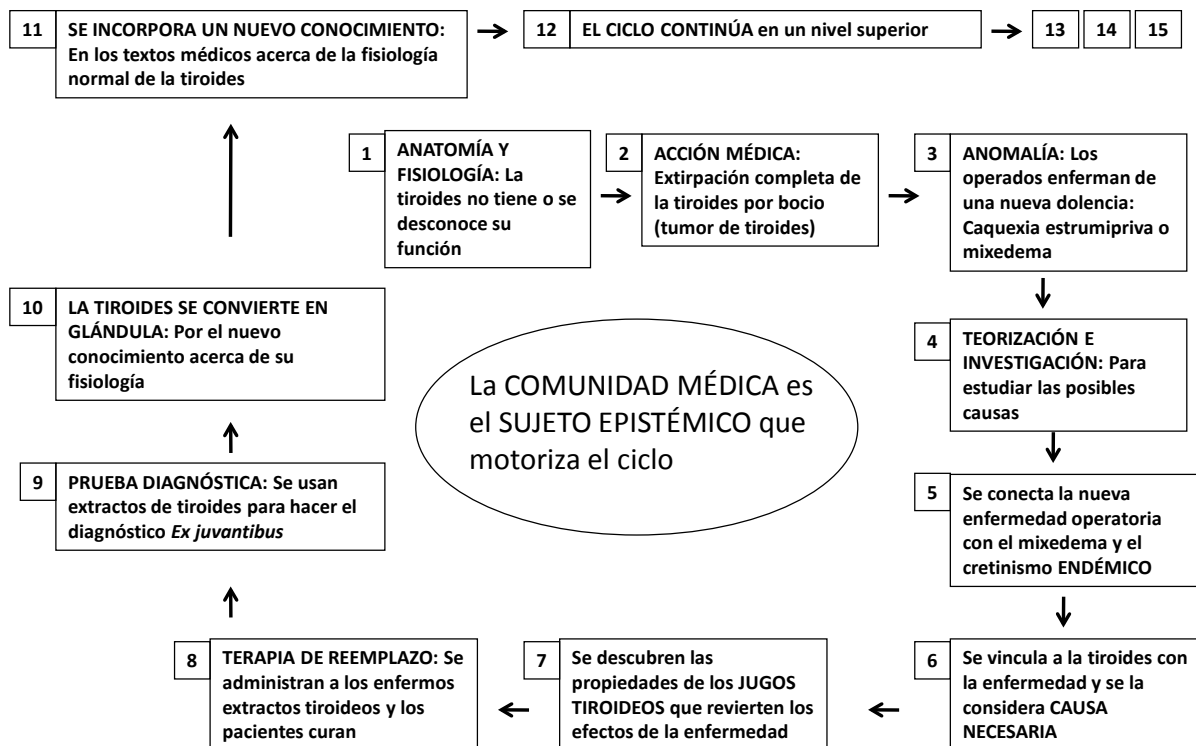 11
SE INCORPORA UN NUEVO CONOCIMIENTO:
En los textos médicos acerca de la fisiología
normal de la tiroides
12
EL CICLO CONTINÚA en un nivel superior
13
14
15
1
ANATOMÍA Y
FISIOLOGÍA: La
tiroides no tiene o se
desconoce su
función
2
ACCIÓN MÉDICA:
Extirpación completa de
la tiroides por bocio
(tumor de tiroides)
3
ANOMALÍA: Los
operados enferman de
una nueva dolencia:
Caquexia estrumipriva o
mixedema
4
TEORIZACIÓN E
INVESTIGACIÓN: Para
estudiar las posibles
causas
5
Se conecta la nueva
enfermedad operatoria
con el mixedema y el
cretinismo ENDÉMICO
6
Se vincula a la tiroides con
la enfermedad y se la
considera CAUSA
NECESARIA
7
Se descubren las
propiedades de los JUGOS
TIROIDEOS que revierten los
efectos de la enfermedad
8
TERAPIA DE REEMPLAZO: Se
administran a los enfermos
extractos tiroideos y los
pacientes curan
9
PRUEBA DIAGNÓSTICA: Se usan
extractos de tiroides para hacer el
diagnóstico Ex juvantibus
10
LA TIROIDES SE CONVIERTE EN
GLÁNDULA: Por el nuevo
conocimiento acerca de su
fisiología
La COMUNIDAD MÉDICA es
el SUJETO EPISTÉMICO que
motoriza el ciclo